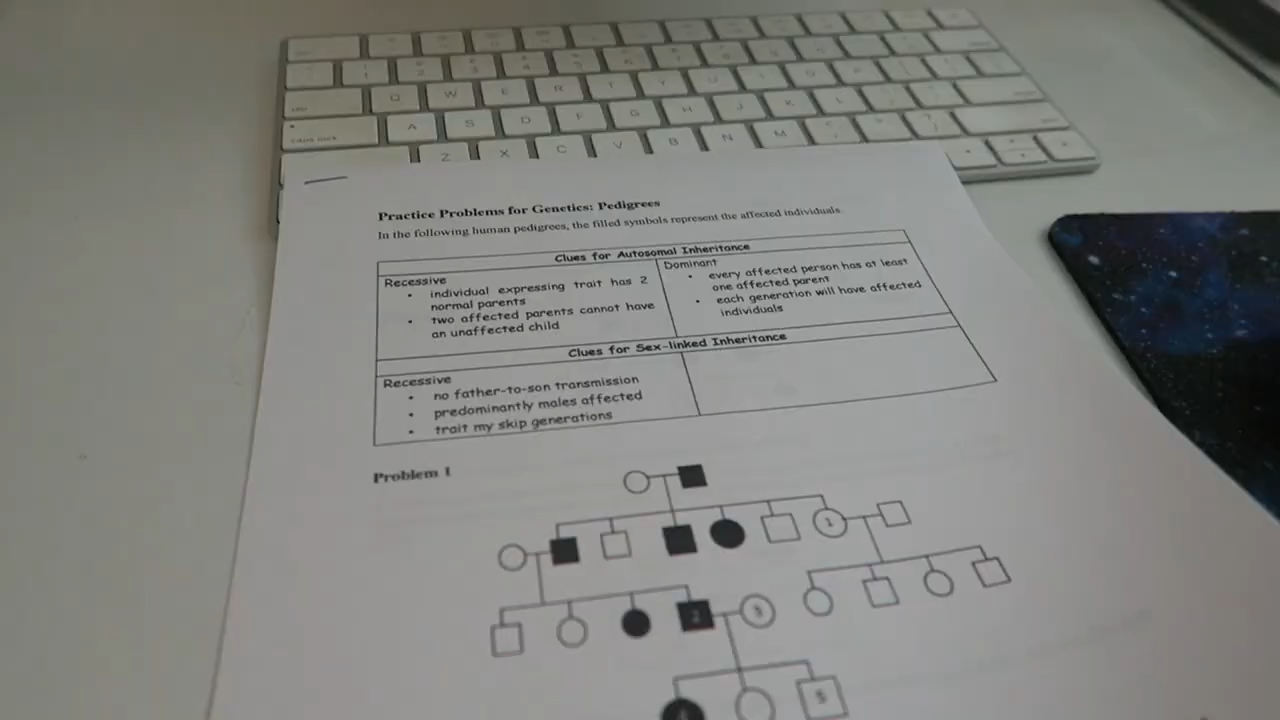 Q W E R T Y
caps lock A S D F G H J K L
Z X C V B N M
Practice Problems for Genetics: Pedigrees
In the following human pedigrees, the filled symbols represent the affected individuals.
Clues for Autosomal Inheritance
Recessive
• individual expressing trait has 2
normal parents
• two affected parents cannot have
an unaffected child
Dominant
• every affected person has at least
one affected parent
• each generation will have affected
individuals
Clues for Sex-linked Inheritance
Recessive
• no father-to-son transmission
• predominantly males affected
• trait my skip generations
Problem 1
1
2
3
4
5